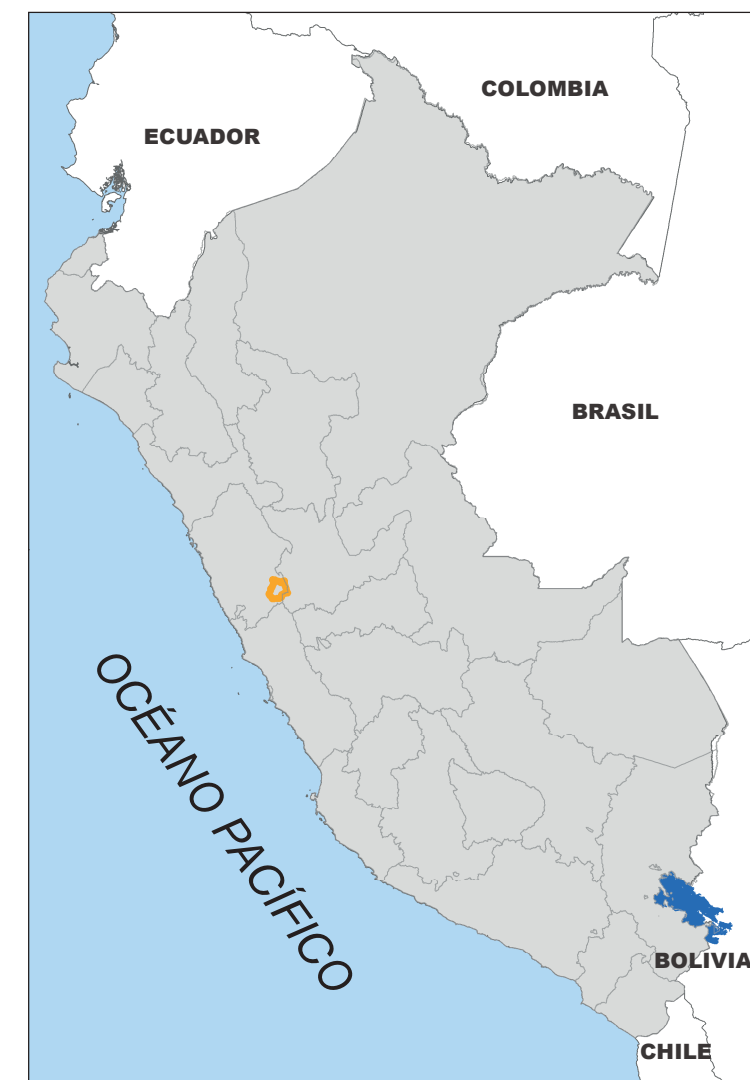 COLOMBIA
ECUADOR
BRASIL
OCÉANO PACÍFICO
BOLIVIA
CHILE